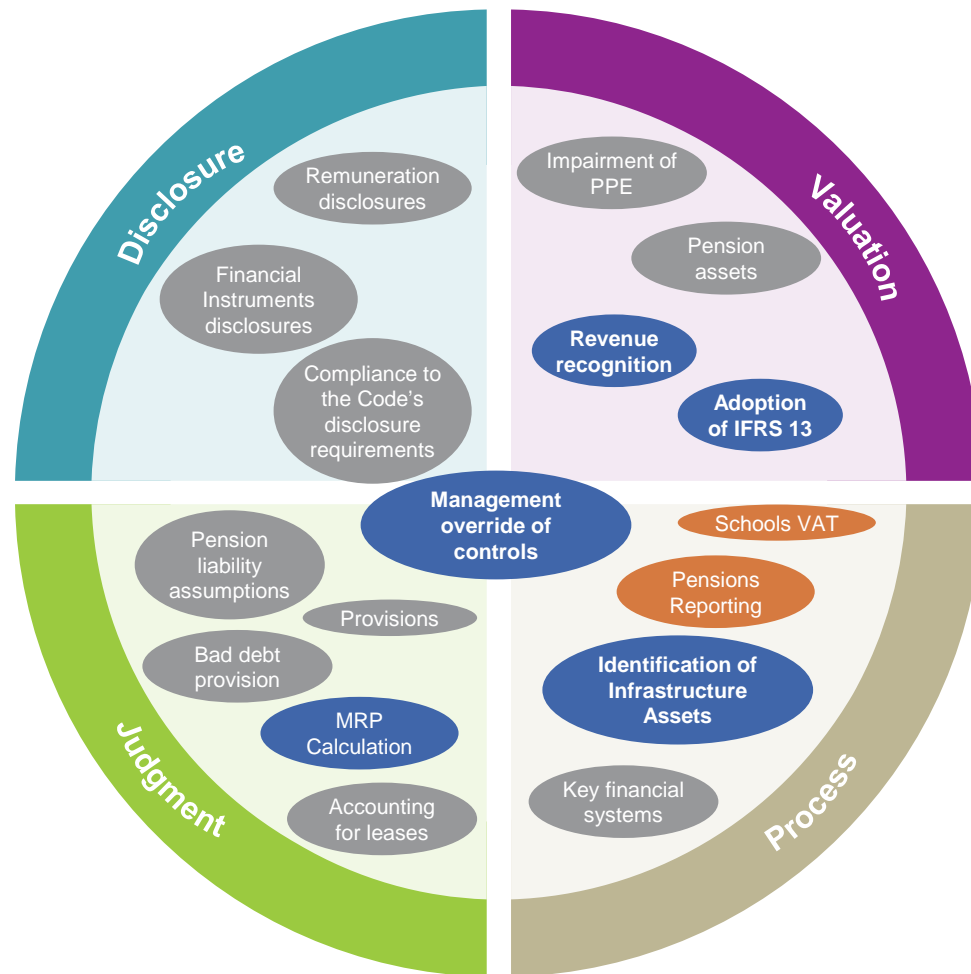 Disclosure
Remuneration
disclosures
Financial
Instruments
disclosures
Compliance to
the Code’s
disclosure
requirements
Valuation
Impairment of
PPE
Pension
assets
Revenue
recognition
Adoption
of IFRS 13
Management
override of
controls
Judgment
Pension
liability
assumptions
Provisions
Bad debt
provision
MRP
Calculation
Accounting
for leases
Process
Schools VAT
Pensions
Reporting
Identification of
Infrastructure
Assets
Key financial
systems